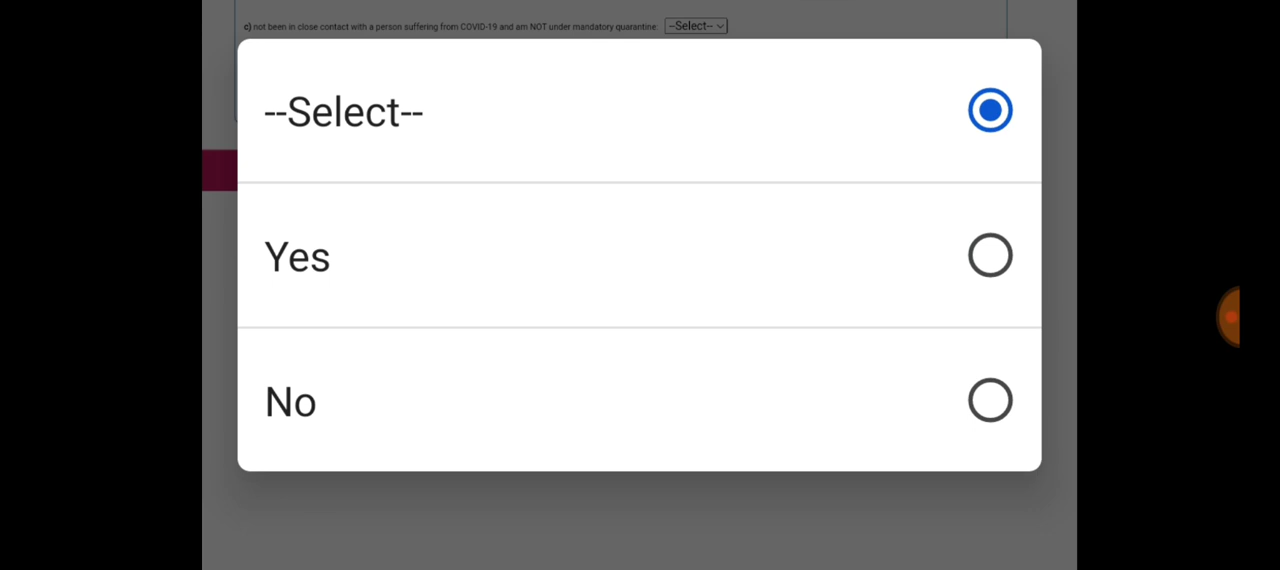 c) not been in close contact with a person suffering from COVID-19 and am NOT under mandatory quarantine: --Select--
--Select--
Yes
No